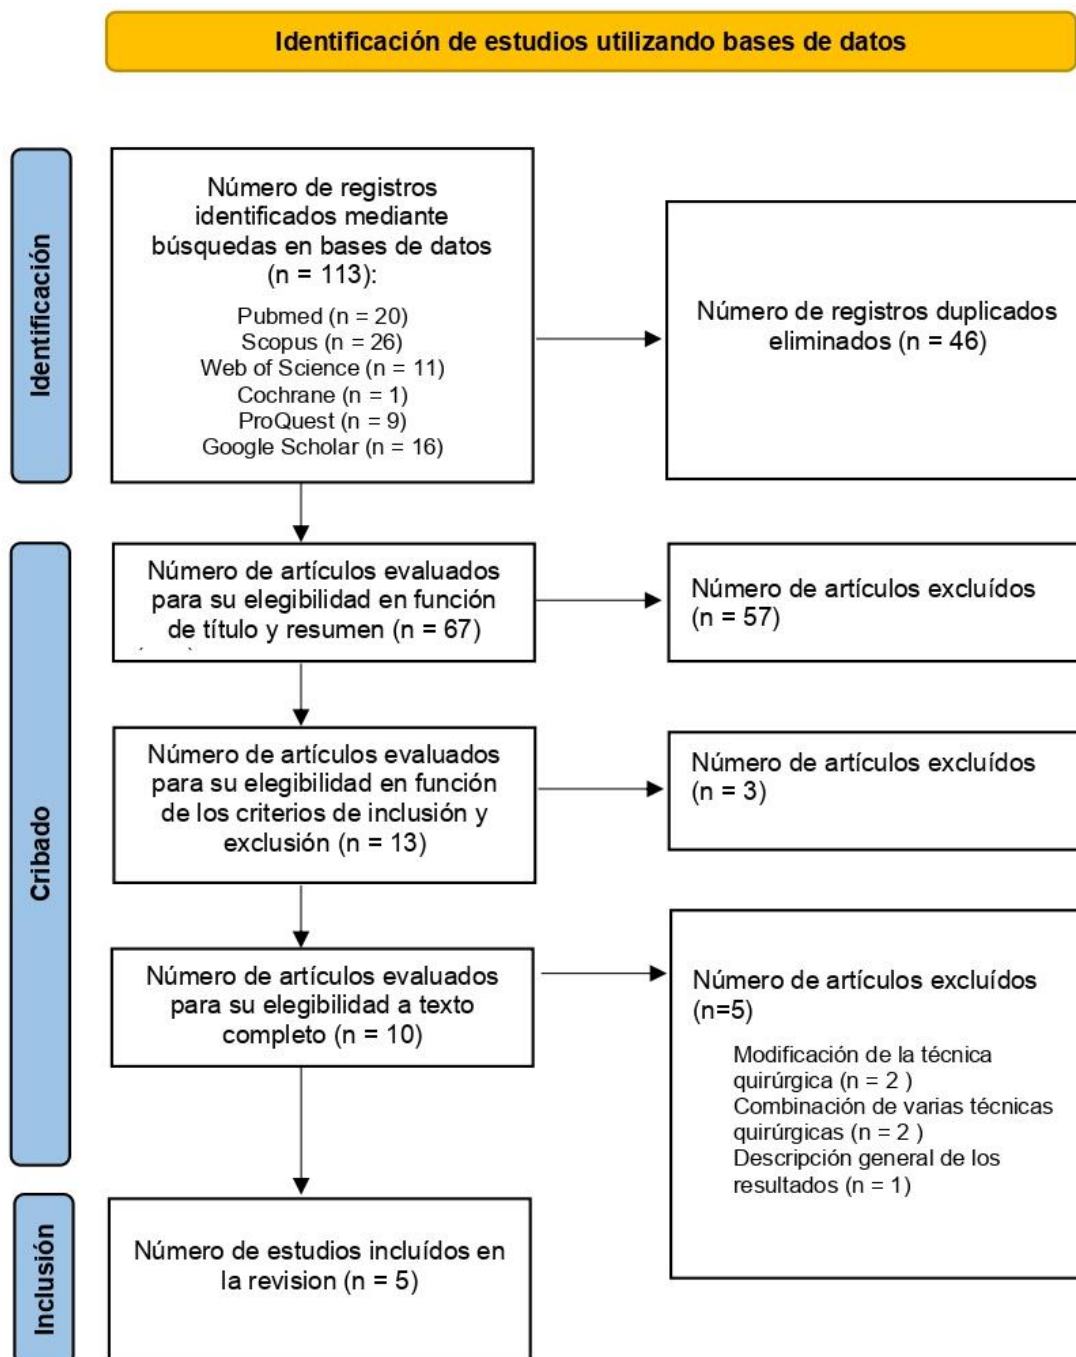 Identificación de estudios utilizando bases de datos
Identificación
Número de registros
identificados mediante
búsquedas en bases de datos
(n = 113):
Pubmed (n = 20)
Scopus (n = 26)
Web of Science (n = 11)
Cochrane (n = 1)
ProQuest (n = 9)
Google Scholar (n = 16)
Número de registros duplicados
eliminados (n = 46)
Cribado
Número de artículos evaluados
para su elegibilidad en función
de título y resumen (n = 67)
Número de artículos excluídos
(n = 57)
Número de artículos evaluados
para su elegibilidad en función
de los criterios de inclusión y
exclusión (n = 13)
Número de artículos excluídos
(n = 3)
Número de artículos evaluados
para su elegibilidad a texto
completo (n = 10)
Número de artículos excluídos
(n=5)
Modificación de la técnica
quirúrgica (n = 2 )
Combinación de varias técnicas
quirúrgicas (n = 2 )
Descripción general de los
resultados (n = 1)
Inclusión
Número de estudios incluídos en
la revision (n = 5)